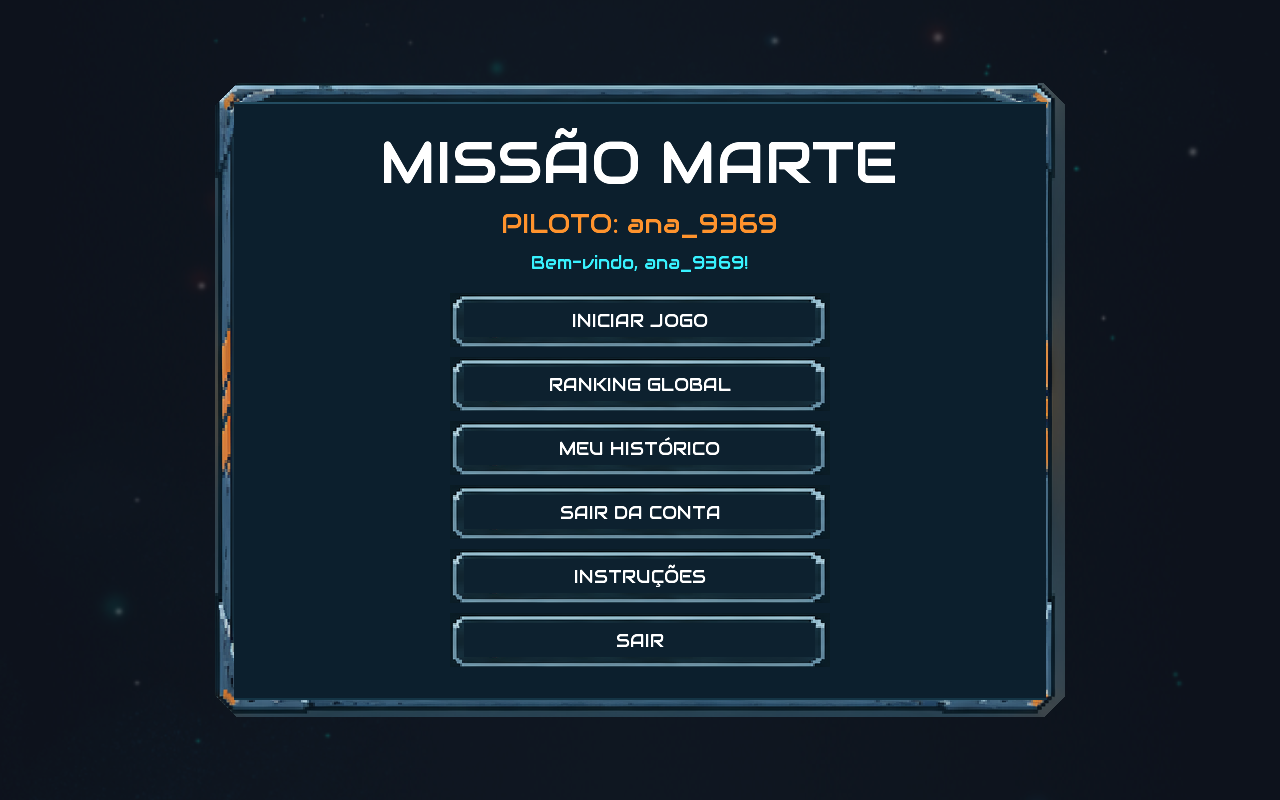 MISSÃO MARTE
PILOTO: ana_9369
Bem-vindo, ana_9369!
INICIAR JOGO
RANKING GLOBAL
MEU HISTÓRICO
SAIR DA CONTA
INSTRUÇÕES
SAIR